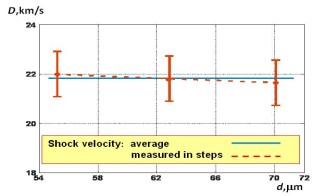 D,km/s
24
22
20
18
Shock velocity: average
measured in steps
54 58 62 66 70 72
d,μm